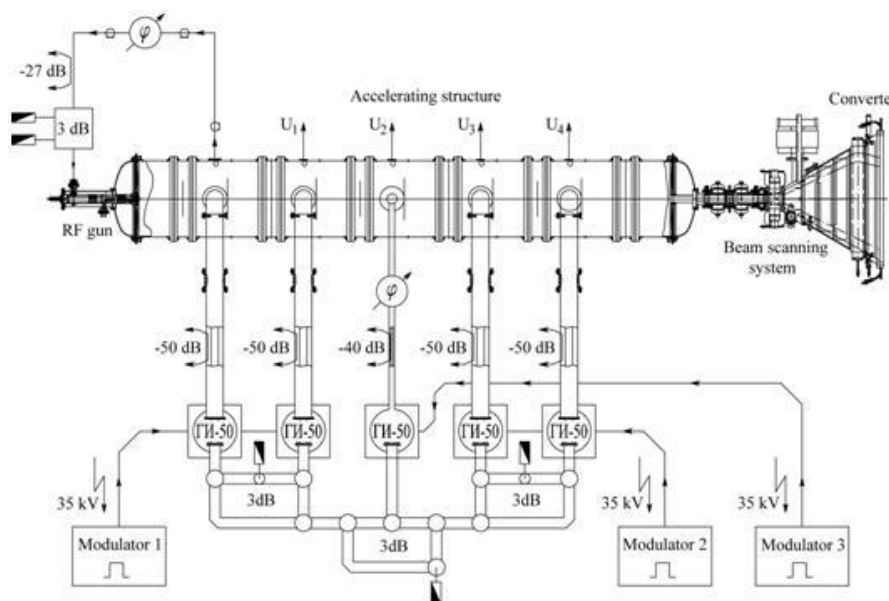 φ
-27 dB
3 dB
Accelerating structure
Converte
U1
U2
U3
U4
RF gun
Beam scanning
system
φ
-50 dB
-50 dB
-40 dB
-50 dB
-50 dB
ГИ-50
ГИ-50
ГИ-50
ГИ-50
ГИ-50
35 kV
3dB
3dB
35 kV
35 kV
3dB
Modulator 1
Modulator 2
Modulator 3